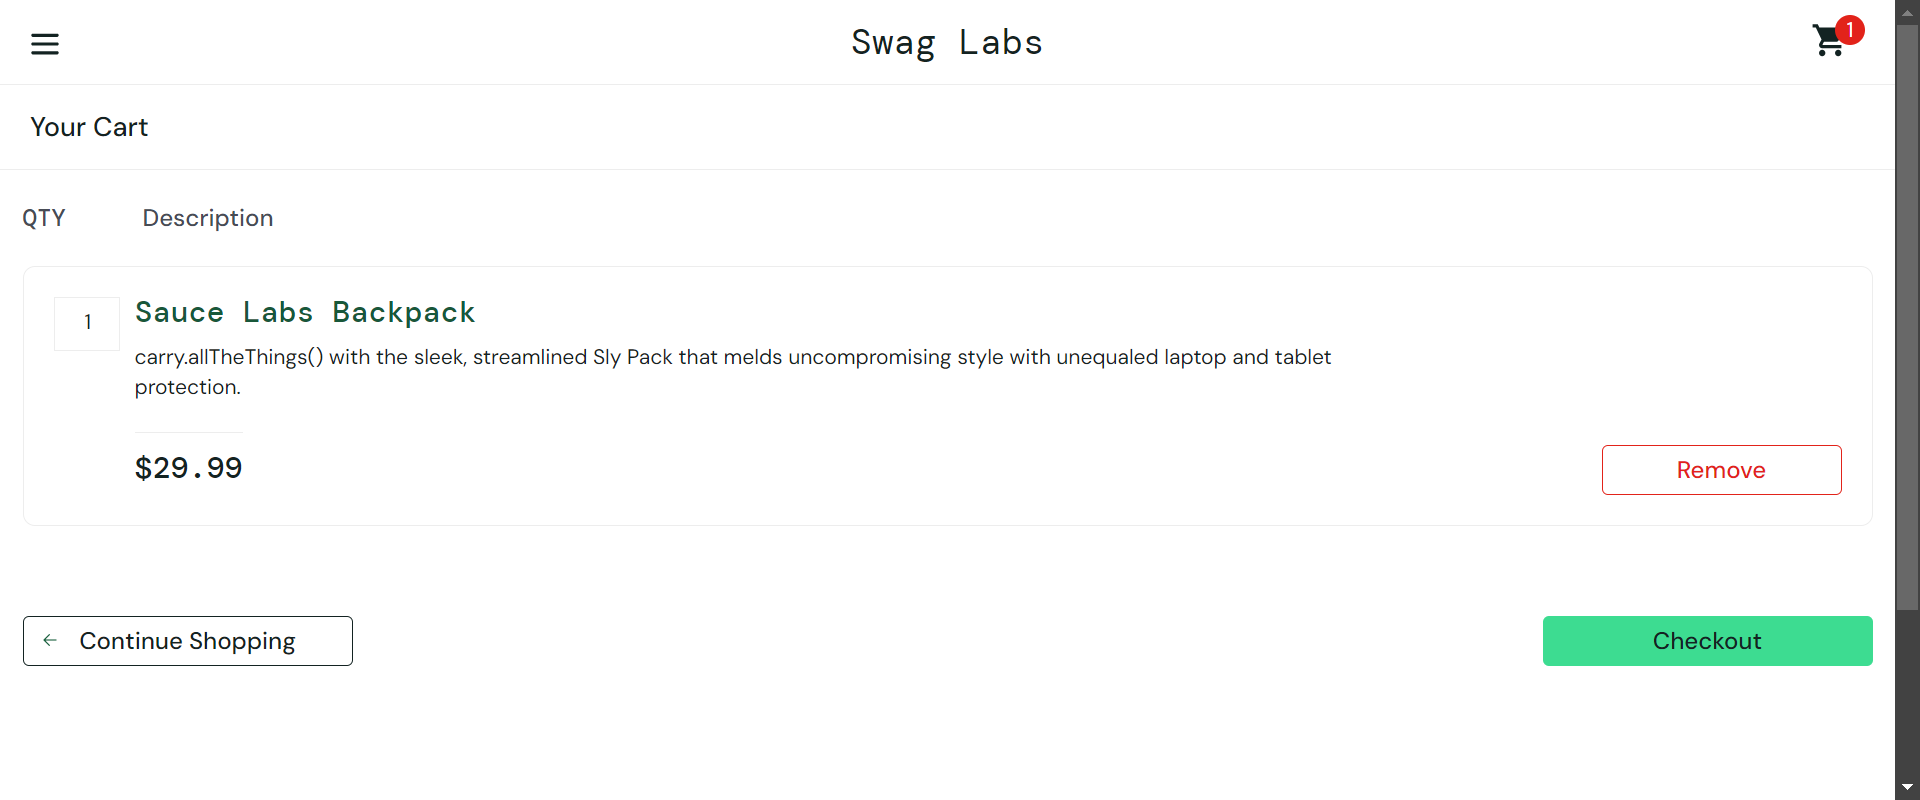 Swag Labs
1
Your Cart
QTY Description
1
Sauce Labs Backpack
carry.allTheThings() with the sleek, streamlined Sly Pack that melds uncompromising style with unequaled laptop and tablet
protection.
$29.99
Remove
Continue Shopping
Checkout